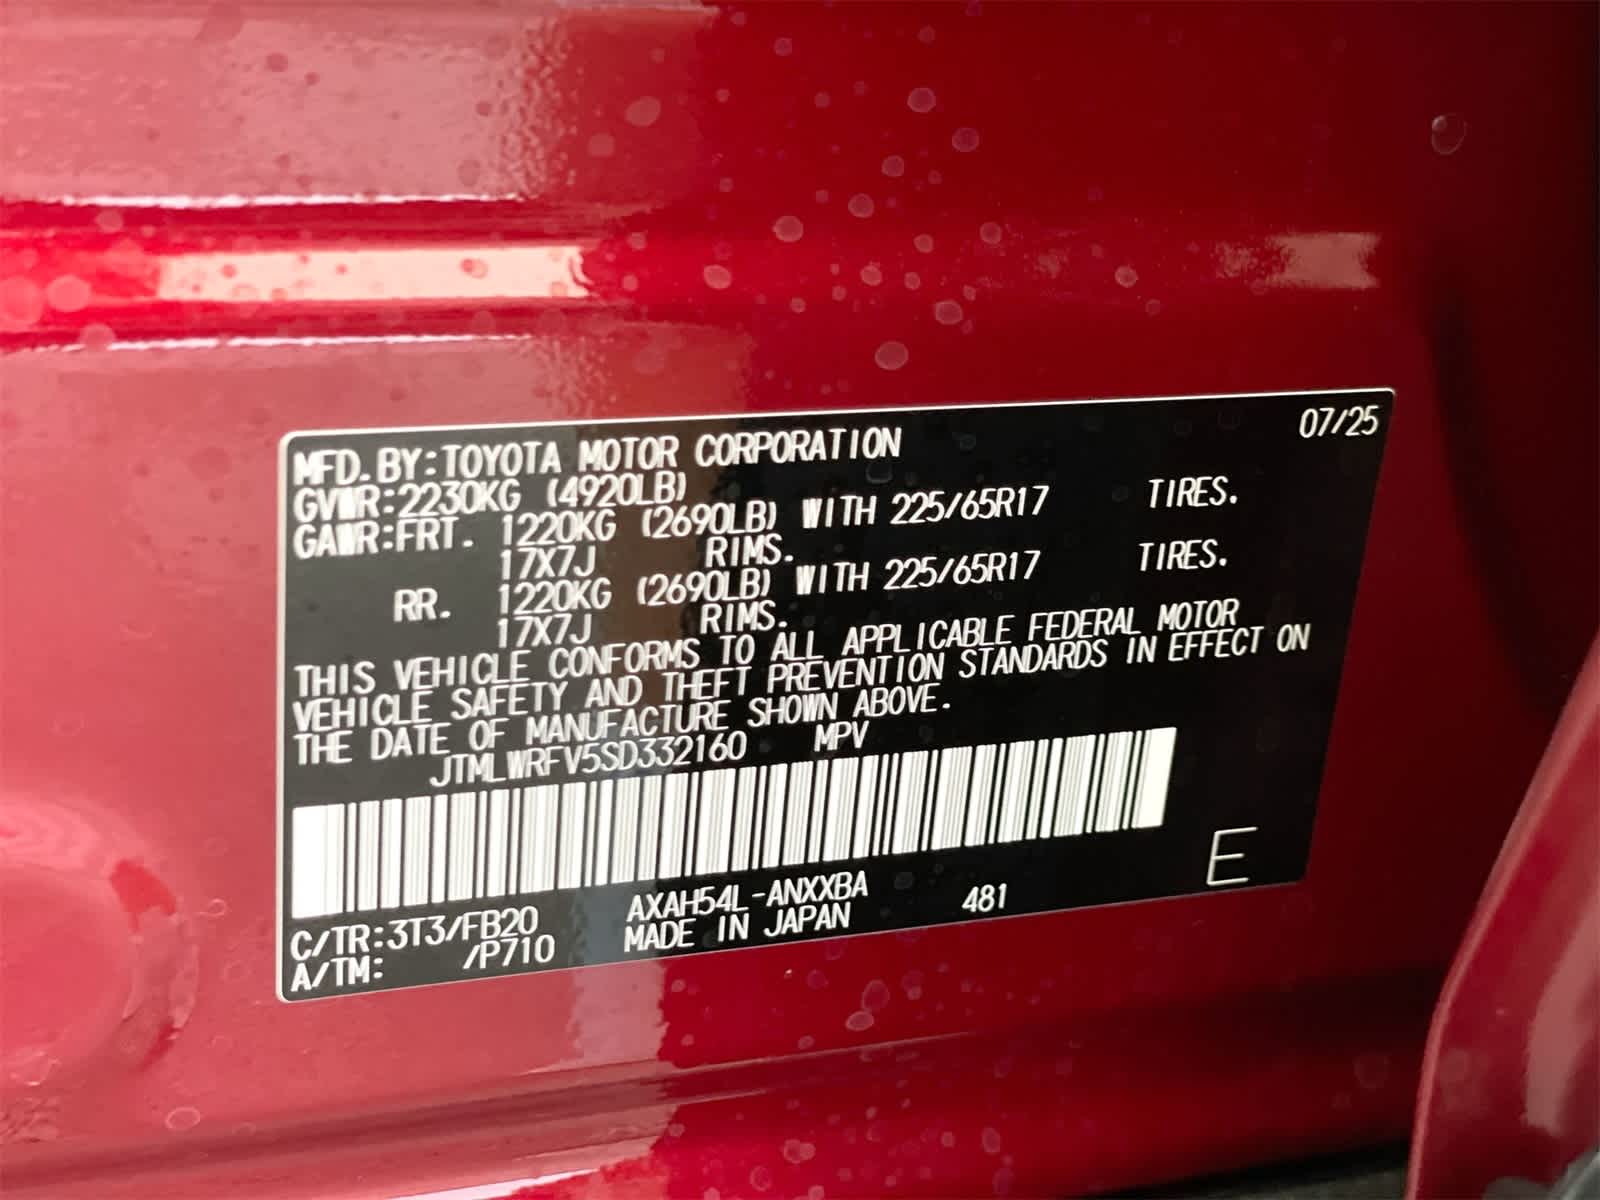 07/25
MFD.BY:TOYOTA MOTOR CORPORATION
GVWR:2230KG (4920LB)
GAWR:FRT. 1220KG (2690LB) WITH 225/65R17 TIRES.
17X7J RIMS.
RR. 1220KG (2690LB) WITH 225/65R17 TIRES.
17X7J RIMS.
THIS VEHICLE CONFORMS TO ALL APPLICABLE FEDERAL MOTOR
VEHICLE SAFETY AND THEFT PREVENTION STANDARDS IN EFFECT ON
THE DATE OF MANUFACTURE SHOWN ABOVE.
JTMLWRFV5SD332160 MPV
E
C/TR:3T3/FB20 AXAH54L-ANXXBA 481
A/TM: /P710 MADE IN JAPAN